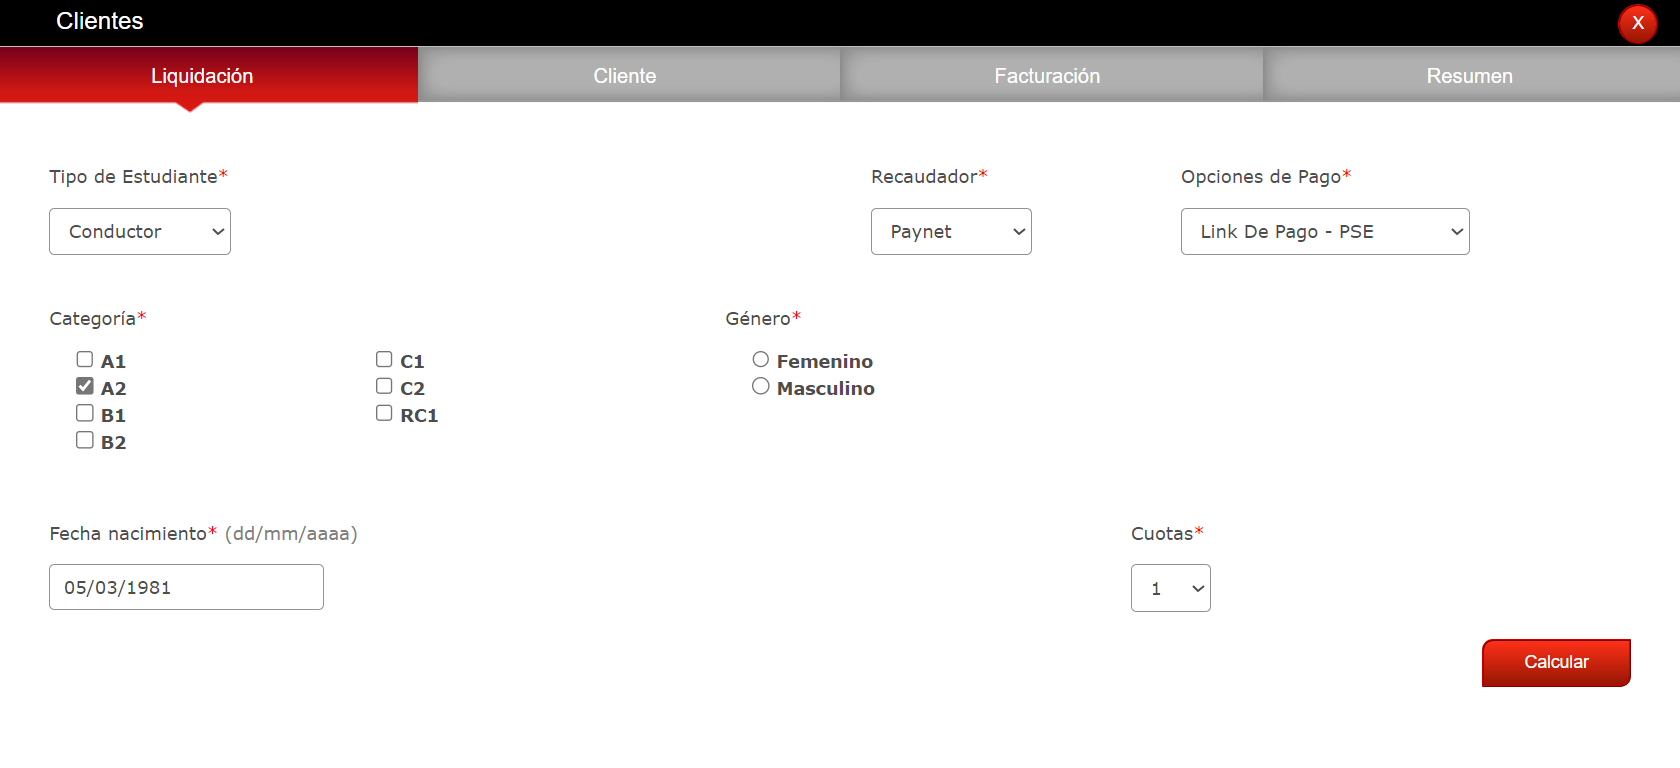 Clientes
X
Liquidación
Cliente
Facturación
Resumen
Tipo de Estudiante*
Recaudador*
Opciones de Pago*
Conductor
Paynet
Link De Pago - PSE
Categoría*
Género*
A1
C1
Femenino
A2
C2
Masculino
B1
RC1
B2
Fecha nacimiento* (dd/mm/aaaa)
Cuotas*
05/03/1981
1
Calcular